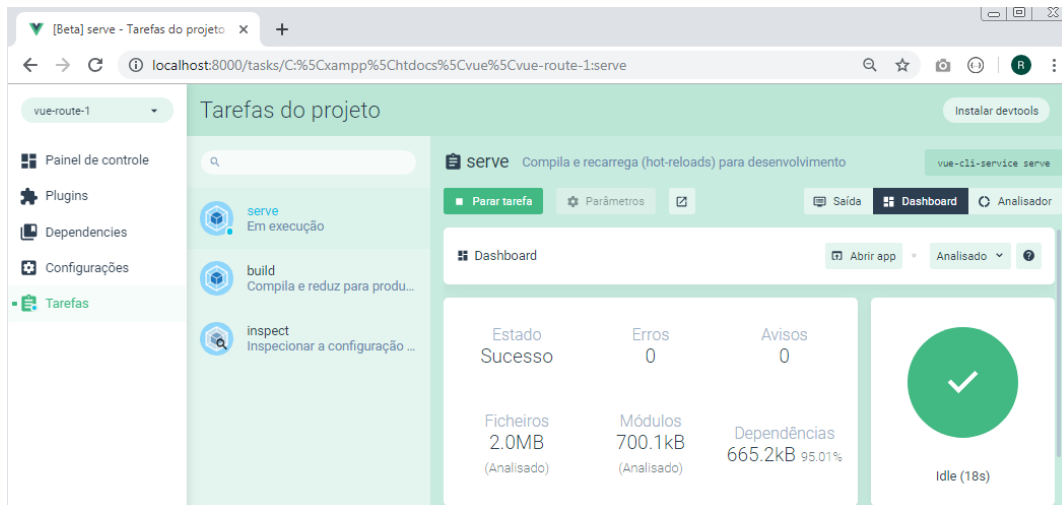 [Beta] serve - Tarefas do projeto
localhost:8000/tasks/C:%5Cxampp%5Chtdocs%5Cvue%5Cvue-route-1:serve
R
vue-route-1
Tarefas do projeto
Instalar devtools
Painel de controle
Plugins
Dependencies
Configurações
Tarefas
serve
Em execução
build
Compila e reduz para produ...
inspect
Inspecionar a configuração ...
serve Compila e recarrega (hot-reloads) para desenvolvimento
vue-cli-service serve
Parar tarefa
Parâmetros
Saída
Dashboard
Analisador
Dashboard
Abrir app
Analisado
Estado
Sucesso
Erros
0
Avisos
0
Ficheiros
2.0MB
(Analisado)
Módulos
700.1kB
(Analisado)
Dependências
665.2kB 95.01%
Idle (18s)